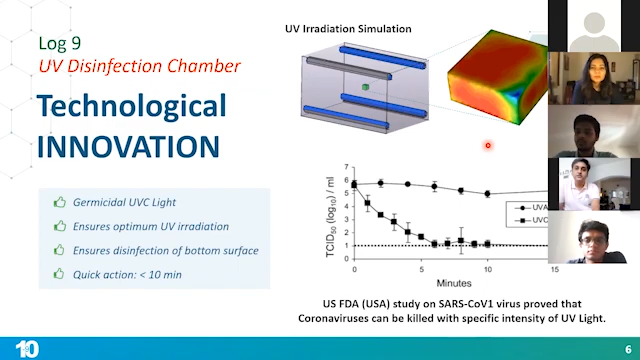 Log 9
UV Disinfection Chamber
Technological
INNOVATION
Germicidal UVC Light
Ensures optimum UV irradiation
Ensures disinfection of bottom surface
Quick action: < 10 min
UV Irradiation Simulation
TCID50 (log10) / ml
7
6
5
4
3
2
1
0
0
5
10
15
Minutes
UVA
UVC
US FDA (USA) study on SARS-CoV1 virus proved that
Coronaviruses can be killed with specific intensity of UV Light.
10
6